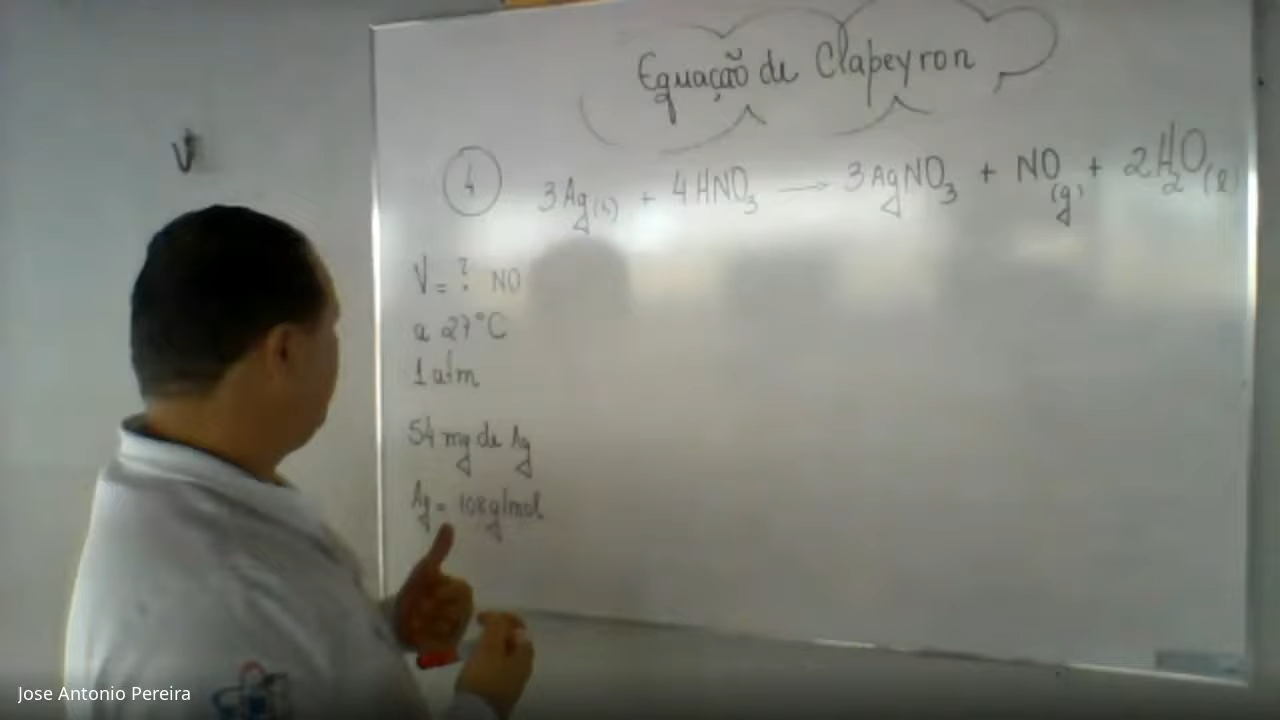 Equação de Clapeyron
4
3Ag(s) + 4HNO3 → 3AgNO3 + NO(g) + 2H2O(l)
V = ? NO
a 27°C
1 atm
54 mg de Ag
Ag = 108g/mol
Jose Antonio Pereira